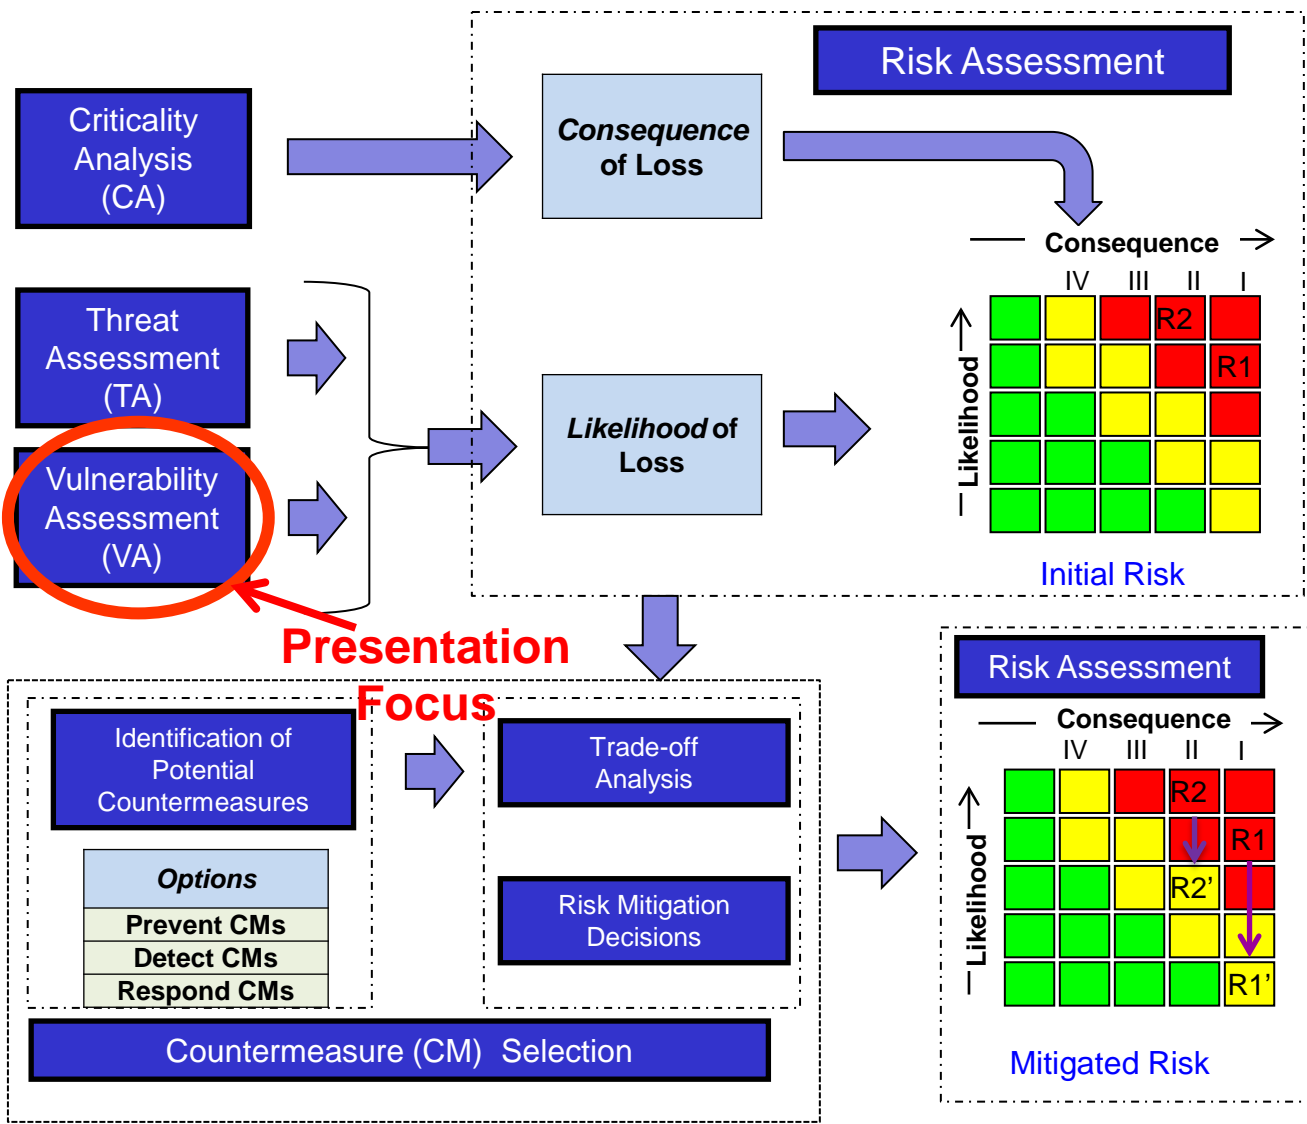 Risk Assessment
Criticality
Analysis
(CA)
Consequence
of Loss
Threat
Assessment
(TA)
Vulnerability
Assessment
(VA)
Likelihood of
Loss
Consequence
IV III II I
Likelihood
R2
R1
Initial Risk
Presentation
Focus
Identification of
Potential
Countermeasures
Options
Prevent CMs
Detect CMs
Respond CMs
Trade-off
Analysis
Risk Mitigation
Decisions
Countermeasure (CM) Selection
Risk Assessment
Consequence
IV III II I
Likelihood
R2
R1
R2’
R1’
Mitigated Risk